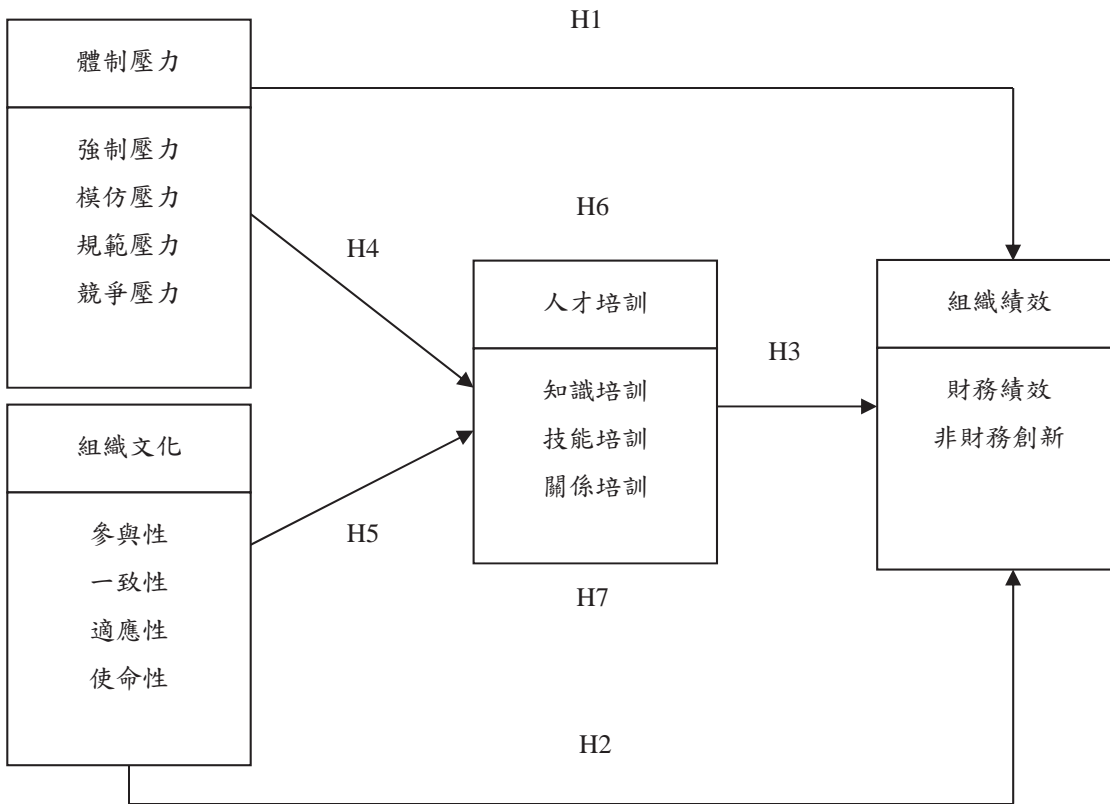 H1
體制壓力
強制壓力
模仿壓力
規範壓力
競爭壓力
H4
H6
人才培訓
知識培訓
技能培訓
關係培訓
H3
組織績效
財務績效
非財務創新
組織文化
參與性
一致性
適應性
使命性
H5
H7
H2